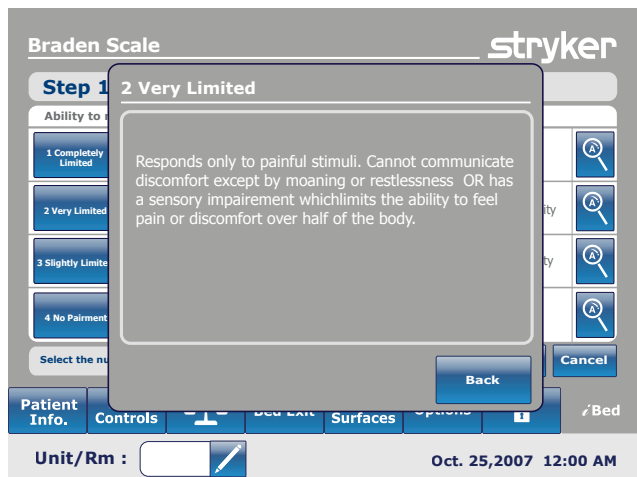 Braden Scale
stryker
Step 1
2 Very Limited
Ability to
1 Completely
Limited
Responds only to painful stimuli. Cannot communicate
discomfort except by moaning or restlessness OR has
a sensory impairement whichlimits the ability to feel
pain or discomfort over half of the body.
2 Very Limited
ity
3 Slightly Limite
ty
4 No Pairment
Select the nu
Back
Cancel
Patient
Info.
Controls
Bed Exit
Surfaces
Options
iBed
Unit/Rm :
Oct. 25,2007 12:00 AM